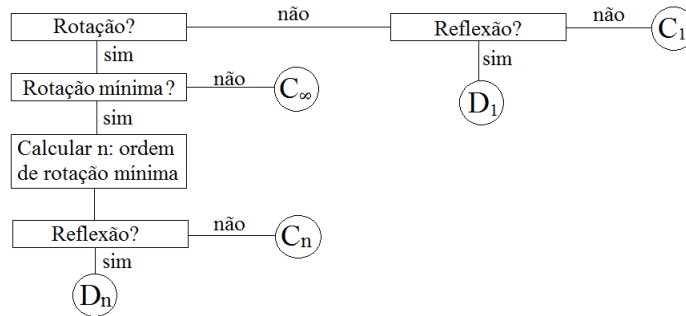 Rotação?
não
Reflexão?
não
C1
sim
sim
Rotação mínima?
não
C∞
D1
sim
Calcular n: ordem
de rotação mínima
Reflexão?
não
Cn
sim
Dn